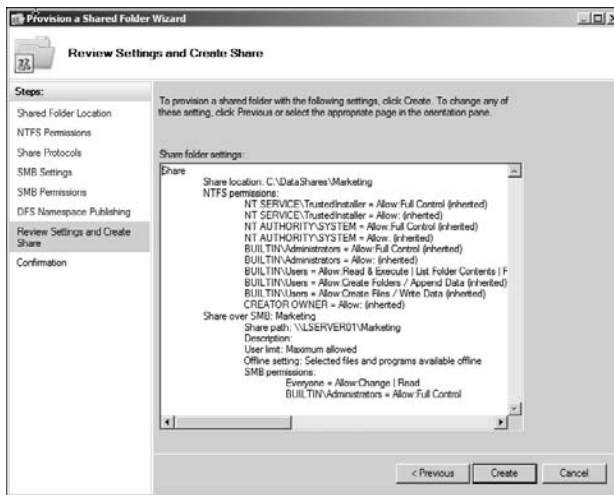 Provision a Shared Folder Wizard
Review Settings and Create Share
Steps:
Shared Folder Location
NTFS Permissions
Share Protocols
SMB Settings
SMB Permissions
DFS Namespace Publishing
Review Settings and Create
Share
Confirmation
To provision a shared folder with the following settings, click Create. To change any of
these setting, click Previous or select the appropriate page in the orientation pane.
Share folder settings:
Share
Share location: C:\DataShares\Marketing
NTFS permissions:
NT SERVICE\TrustedInstaller = Allow:Full Control (inherited)
NT SERVICE\TrustedInstaller = Allow: (inherited)
NT AUTHORITY\SYSTEM = Allow:Full Control (inherited)
NT AUTHORITY\SYSTEM = Allow: (inherited)
BUILTIN\Administrators = Allow:Full Control (inherited)
BUILTIN\Administrators = Allow: (inherited)
BUILTIN\Users = Allow:Read & Execute | List Folder Contents |
BUILTIN\Users = Allow:Create Folders / Append Data (inherited)
BUILTIN\Users = Allow:Create Files / Write Data (inherited)
CREATOR OWNER = Allow: (inherited)
Share over SMB: Marketing
Share path: \\LSERVER01\Marketing
Description:
User limit: Maximum allowed
Offline setting: Selected files and programs available offline
SMB permissions:
Everyone = Allow:Change | Read
BUILTIN\Administrators = Allow:Full Control
< Previous
Create
Cancel